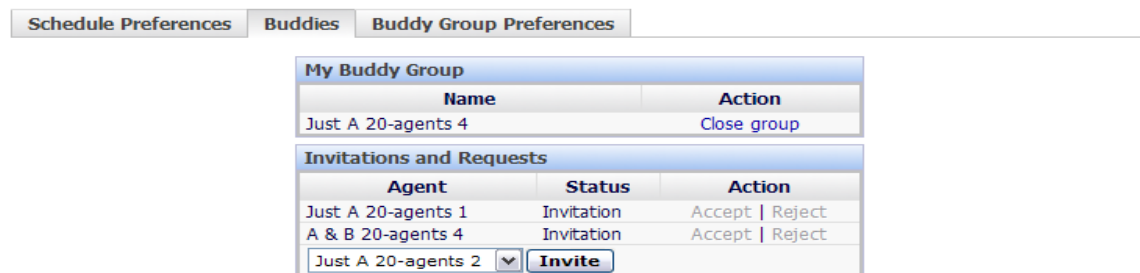 Schedule Preferences Buddies Buddy Group Preferences
My Buddy Group
Name Action
Just A 20-agents 4 Close group
Invitations and Requests
Agent Status Action
Just A 20-agents 1 Invitation Accept | Reject
A & B 20-agents 4 Invitation Accept | Reject
Just A 20-agents 2 Invite